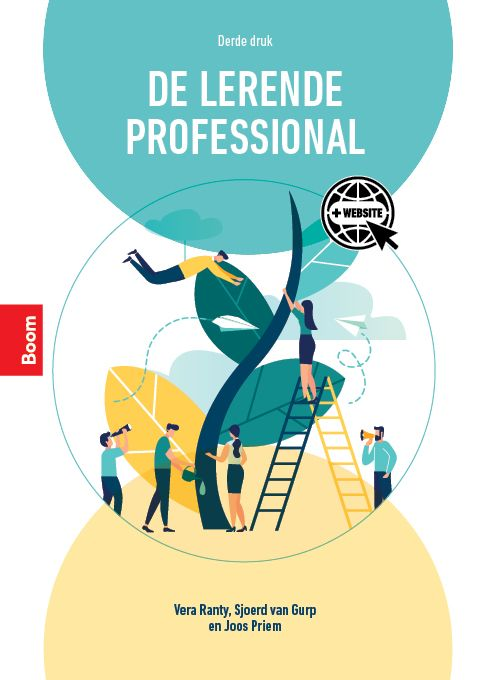 Derde druk
DE LERENDE
PROFESSIONAL
+ WEBSITE
Boom
Vera Ranty, Sjoerd van Gurp
en Joos Priem